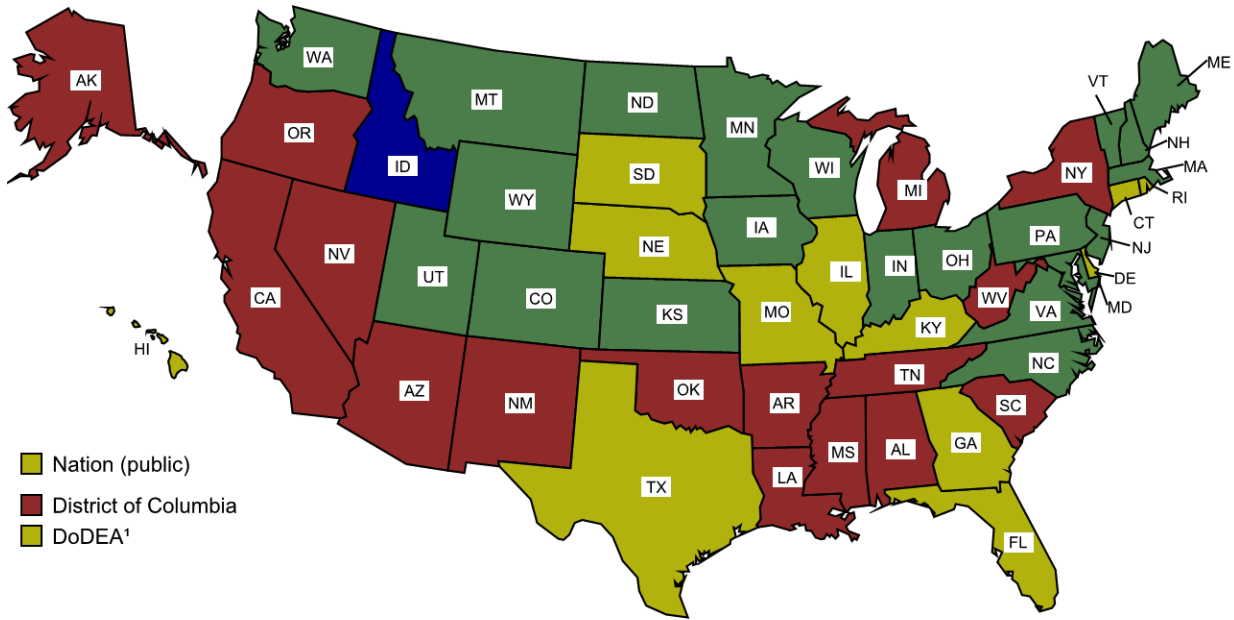 WA
MT
ND
MN
ME
VT
NH
MA
RI
CT
NJ
DE
MD
AK
OR
ID
WY
SD
WI
MI
NY
NV
CA
UT
CO
NE
IA
IL
IN
OH
PA
WV
VA
KS
MO
KY
HI
AZ
NM
OK
AR
TN
NC
SC
MS
AL
GA
LA
TX
FL
Nation (public)
District of Columbia
DoDEA¹